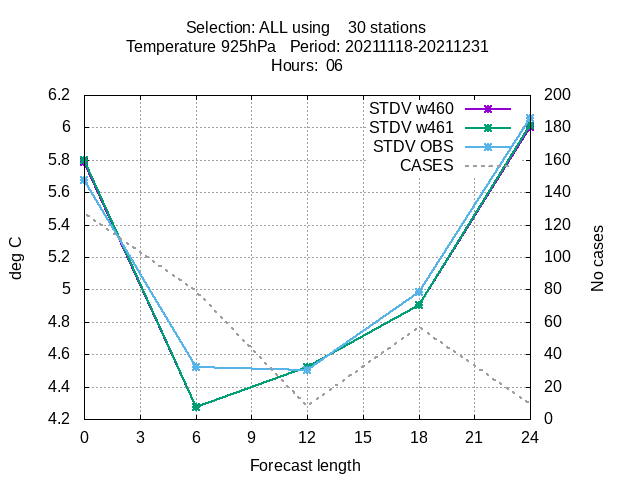 Selection: ALL using 30 stations
Temperature 925hPa Period: 20211118-20211231
Hours: 06
6.2
6
5.8
5.6
5.4
5.2
5
4.8
4.6
4.4
4.2
deg C
STDV w460
STDV w461
STDV OBS
CASES
200
180
160
140
120
100
80
60
40
20
0
No cases
0 3 6 9 12 15 18 21 24
Forecast length